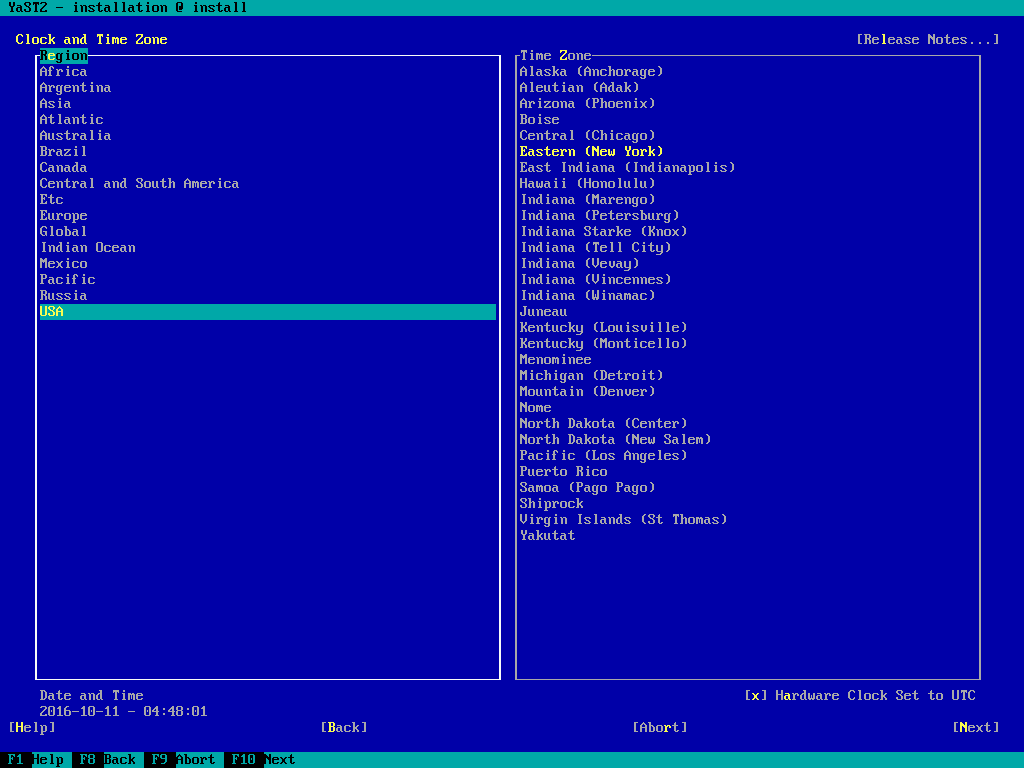 YaST2 - installation @ install
Clock and Time Zone [Release Notes...]
Region
Africa
Argentina
Asia
Atlantic
Australia
Brazil
Canada
Central and South America
Etc
Europe
Global
Indian Ocean
Mexico
Pacific
Russia
USA
Time Zone
Alaska (Anchorage)
Aleutian (Adak)
Arizona (Phoenix)
Boise
Central (Chicago)
Eastern (New York)
East Indiana (Indianapolis)
Hawaii (Honolulu)
Indiana (Marengo)
Indiana (Petersburg)
Indiana Starke (Knox)
Indiana (Tell City)
Indiana (Vevay)
Indiana (Vincennes)
Indiana (Winamac)
Juneau
Kentucky (Louisville)
Kentucky (Monticello)
Menominee
Michigan (Detroit)
Mountain (Denver)
Nome
North Dakota (Center)
North Dakota (New Salem)
Pacific (Los Angeles)
Puerto Rico
Samoa (Pago Pago)
Shiprock
Virgin Islands (St Thomas)
Yakutat
Date and Time [x] Hardware Clock Set to UTC
2016-10-11 - 04:48:01
[Help] [Back] [Abort] [Next]
F1 Help F8 Back F9 Abort F10 Next